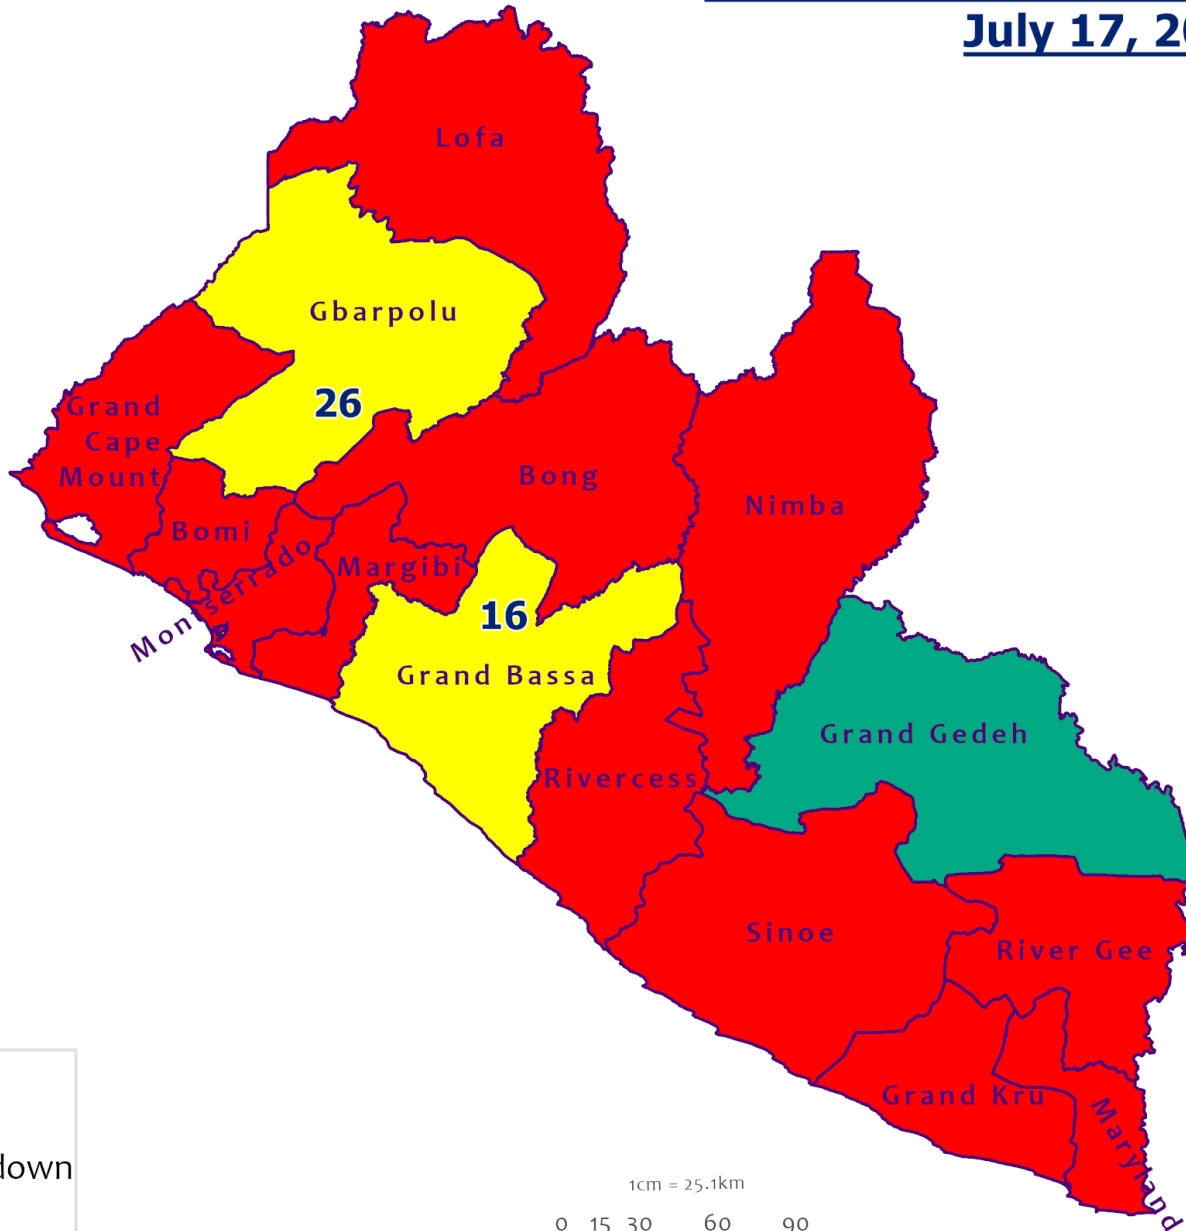 July 17, 2
Lofa
Gbarpolu
26
Grand
Cape
Mount
Bong
Nimba
Bomi
Montserrado
Margibi
16
Grand Bassa
Grand Gedeh
Rivercess
Sinoe
River Gee
Grand Kru
Maryland
down
1cm = 25.1km
0 15 30 60 90